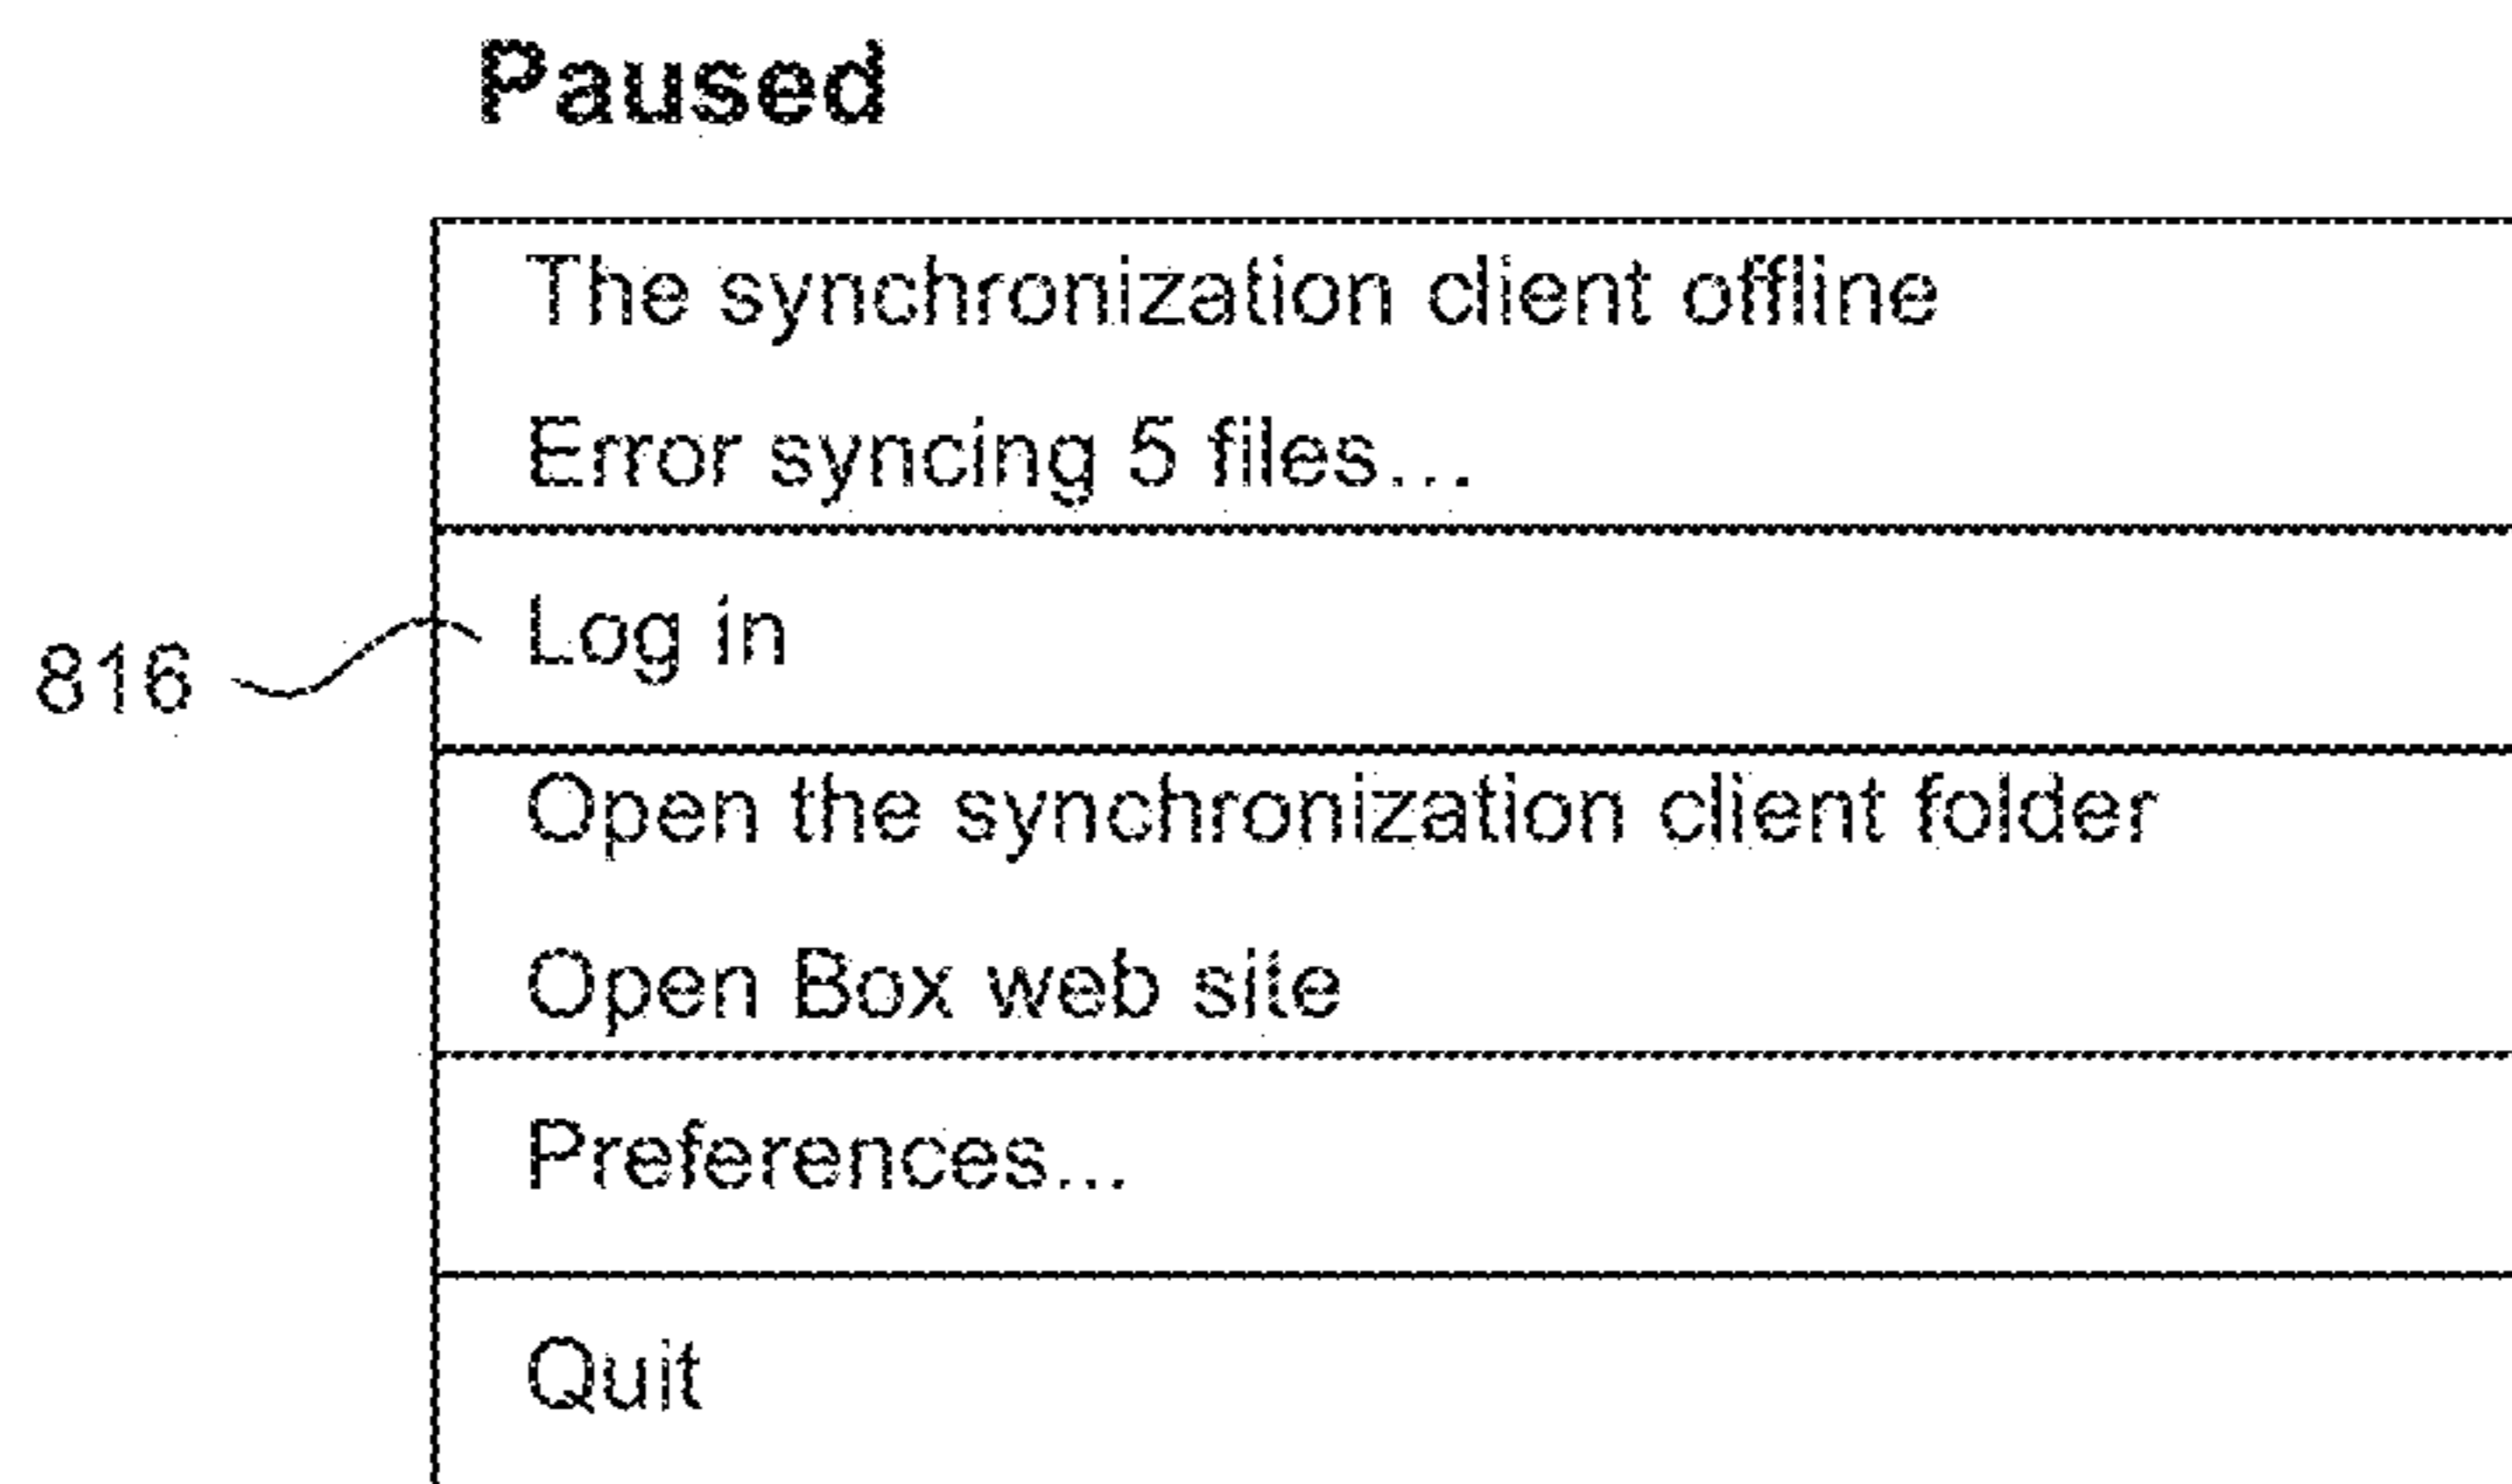 Paused
The synchronization client offline
Error syncing 5 files...
816
Log in
Open the synchronization client folder
Open Box web site
Preferences...
Quit